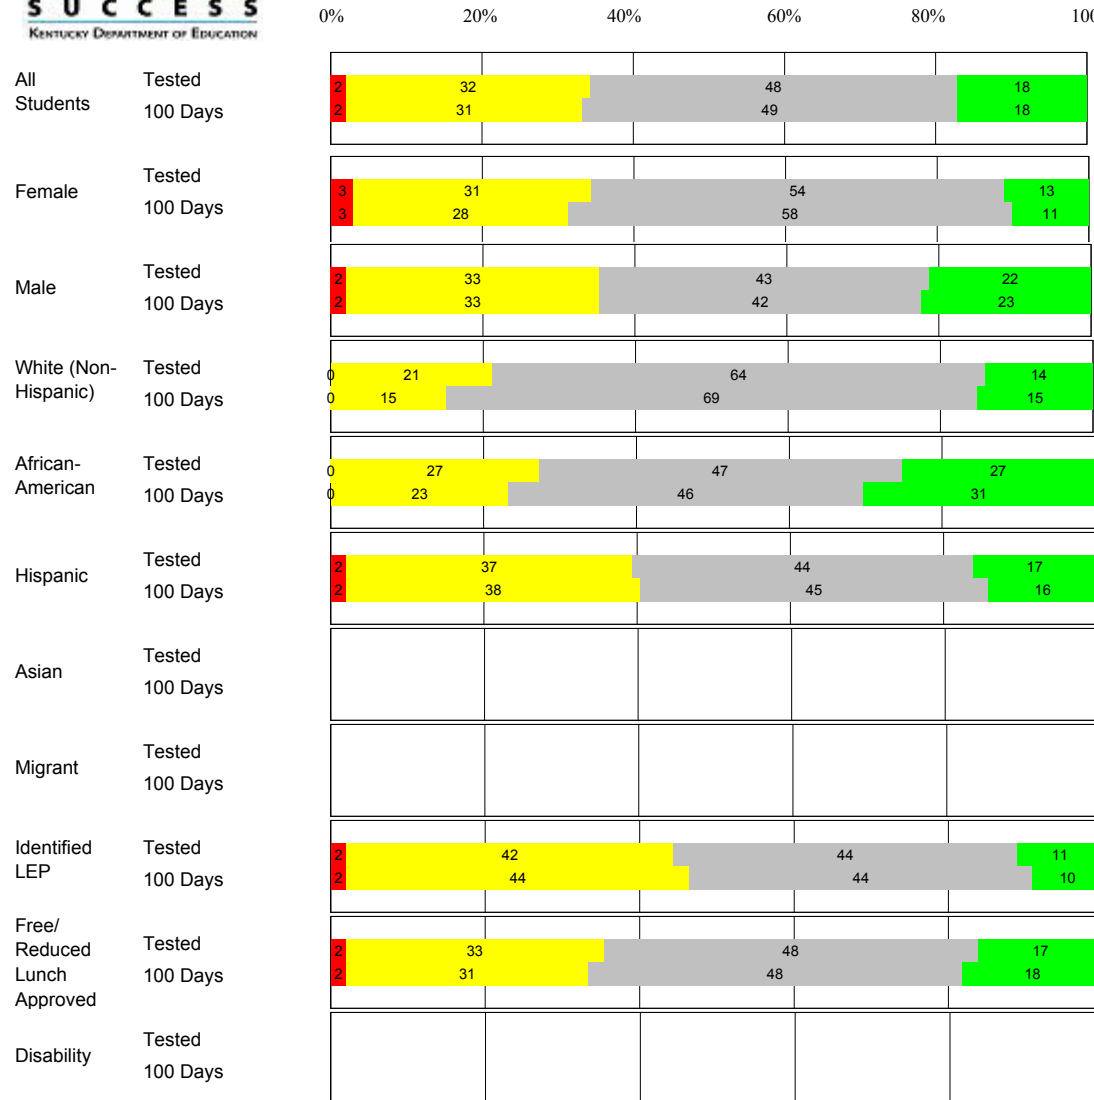 SUCCESS
KENTUCKY DEPARTMENT OF EDUCATION
0% 20% 40% 60% 80% 100
All Students
Tested 2 32 48 18
100 Days 2 31 49 18
Female
Tested 3 31 54 13
100 Days 3 28 58 11
Male
Tested 2 33 43 22
100 Days 2 33 42 23
White (Non-
Hispanic)
Tested 0 21 64 14
100 Days 0 15 69 15
African-
American
Tested 0 27 47 27
100 Days 0 23 46 31
Hispanic
Tested 2 37 44 17
100 Days 2 38 45 16
Asian
Tested
100 Days
Migrant
Tested
100 Days
Identified
LEP
Tested 2 42 44 11
100 Days 2 44 44 10
Free/
Reduced
Lunch
Approved
Tested 2 33 48 17
100 Days 2 31 48 18
Disability
Tested
100 Days